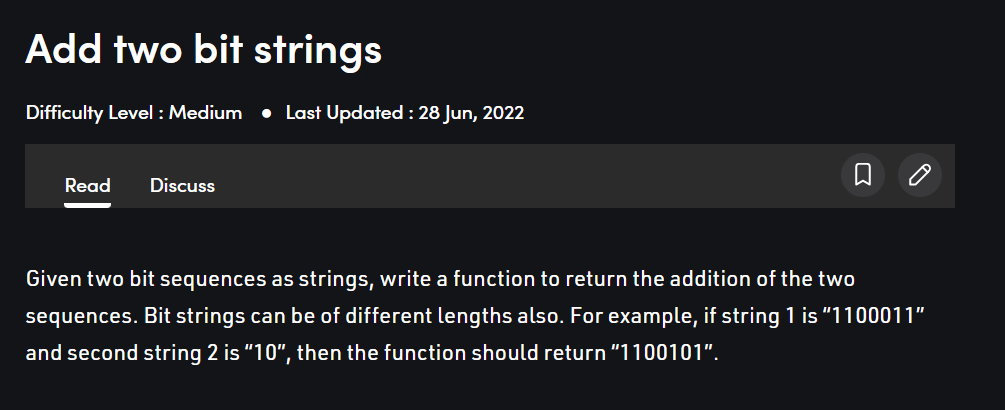 Add two bit strings
Difficulty Level : Medium ● Last Updated : 28 Jun, 2022
Read Discuss
Given two bit sequences as strings, write a function to return the addition of the two
sequences. Bit strings can be of different lengths also. For example, if string 1 is “1100011”
and second string 2 is “10”, then the function should return “1100101”.